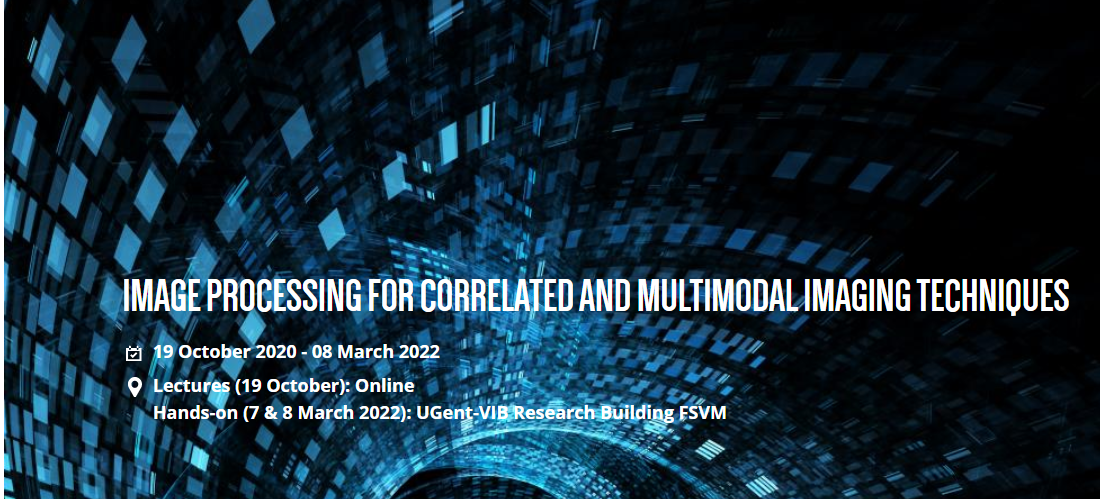 IMAGE PROCESSING FOR CORRELATED AND MULTIMODAL IMAGING TECHNIQUES
19 October 2020 - 08 March 2022
Lectures (19 October): Online
Hands-on (7 & 8 March 2022): UGent-VIB Research Building FSVM